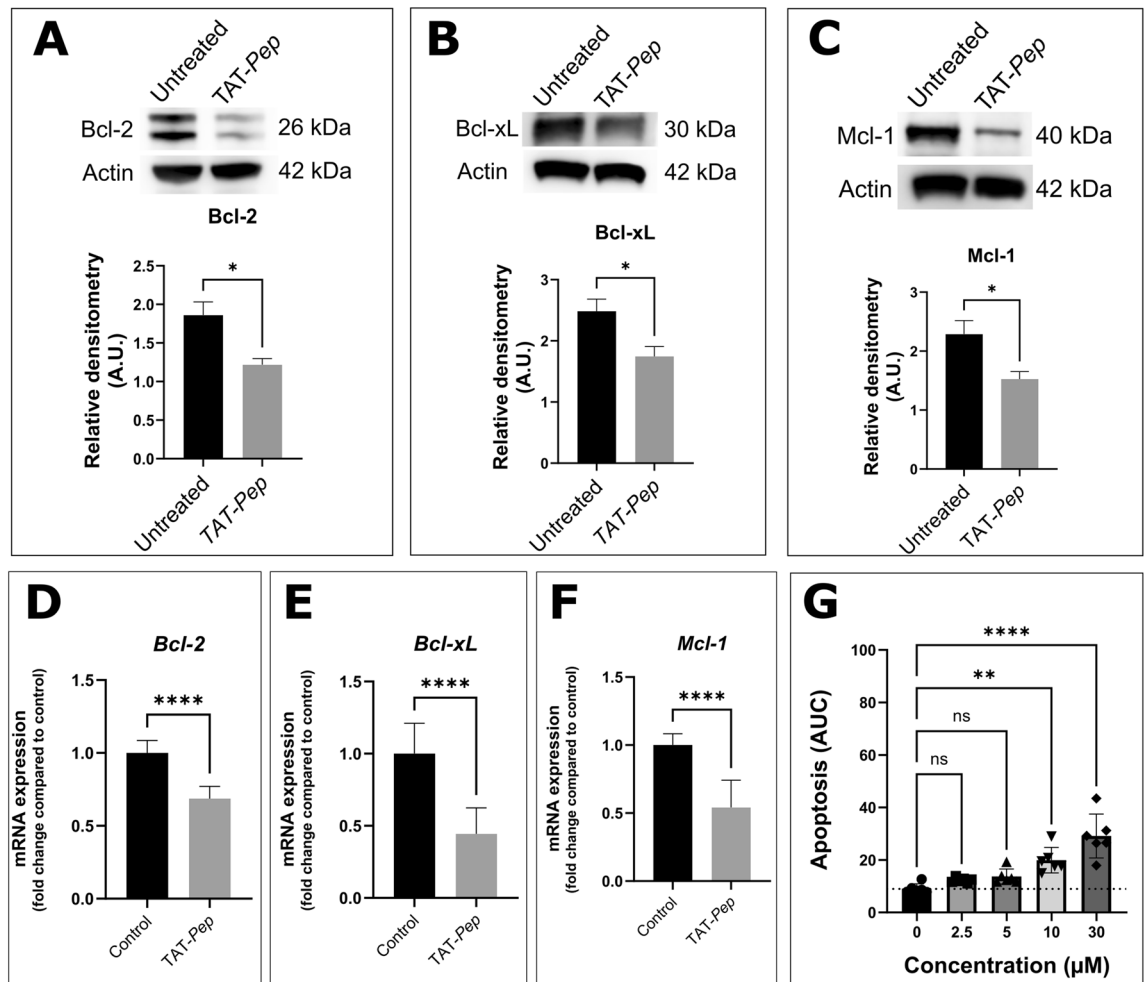 A
Untreated
TAT-Pep
Bcl-2
26 kDa
Actin
42 kDa
Bcl-2
Relative densitometry
(A.U.)
2.5
2.0
1.5
1.0
0.5
0.0
*
Untreated
TAT-Pep
B
Untreated
TAT-Pep
Bcl-xL
30 kDa
Actin
42 kDa
Bcl-xL
Relative densitometry
(A.U.)
3
2
1
0
*
Untreated
TAT-Pep
C
Untreated
TAT-Pep
Mcl-1
40 kDa
Actin
42 kDa
Mcl-1
Relative densitometry
(A.U.)
3
2
1
0
*
Untreated
TAT-Pep
D
Bcl-2
mRNA expression
(fold change compared to control)
1.5
1.0
0.5
0.0
****
Control
TAT-Pep
E
Bcl-xL
mRNA expression
(fold change compared to control)
1.5
1.0
0.5
0.0
****
Control
TAT-Pep
F
Mcl-1
mRNA expression
(fold change compared to control)
1.5
1.0
0.5
0.0
****
Control
TAT-Pep
G
Apoptosis (AUC)
100
80
60
40
20
0
****
**
ns
ns
0 2.5 5 10 30
Concentration (µM)